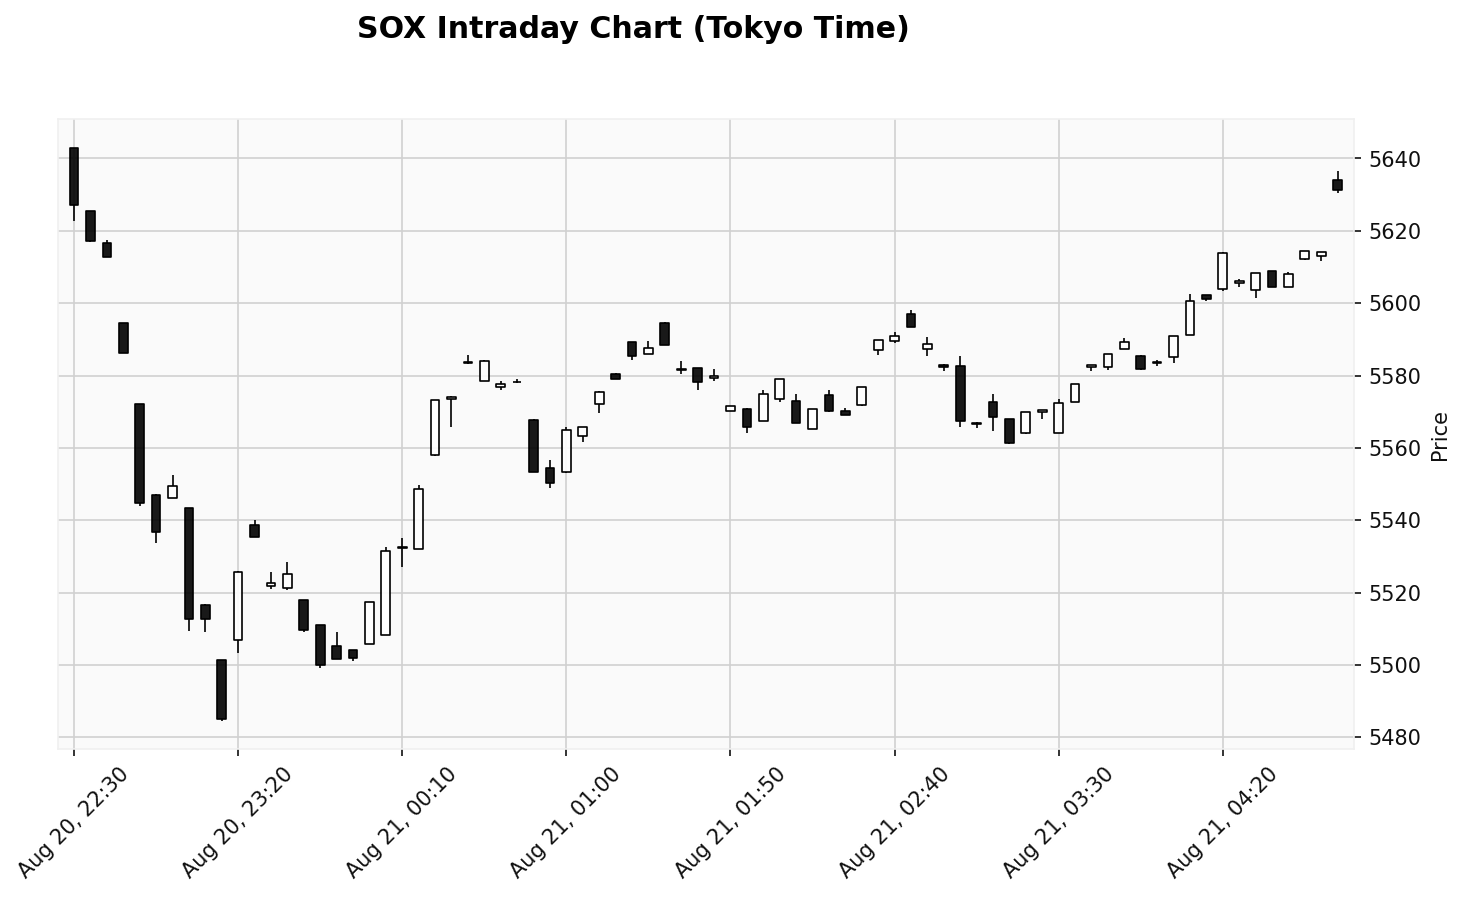 SOX Intraday Chart (Tokyo Time)
5640
5620
5600
5580
5560
5540
5520
5500
5480
Price
Aug 20, 22:30
Aug 20, 23:20
Aug 21, 00:10
Aug 21, 01:00
Aug 21, 01:50
Aug 21, 02:40
Aug 21, 03:30
Aug 21, 04:20